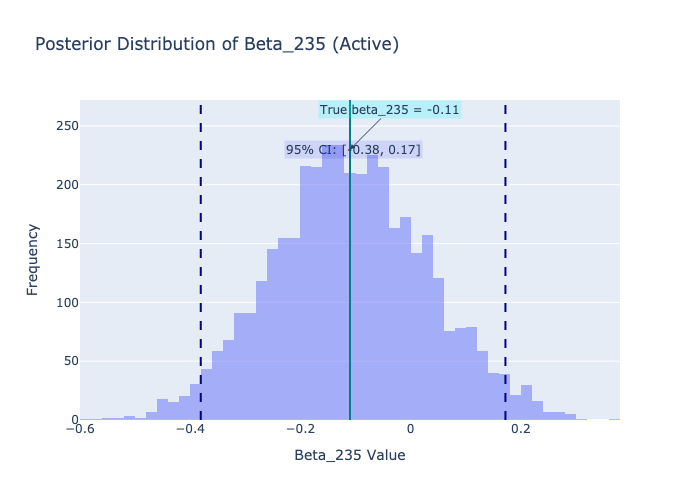 Posterior Distribution of Beta_235 (Active)
True beta_235 = -0.11
95% CI: [-0.38, 0.17]
250
200
150
100
50
0
Frequency
−0.6
−0.4
−0.2
0
0.2
Beta_235 Value